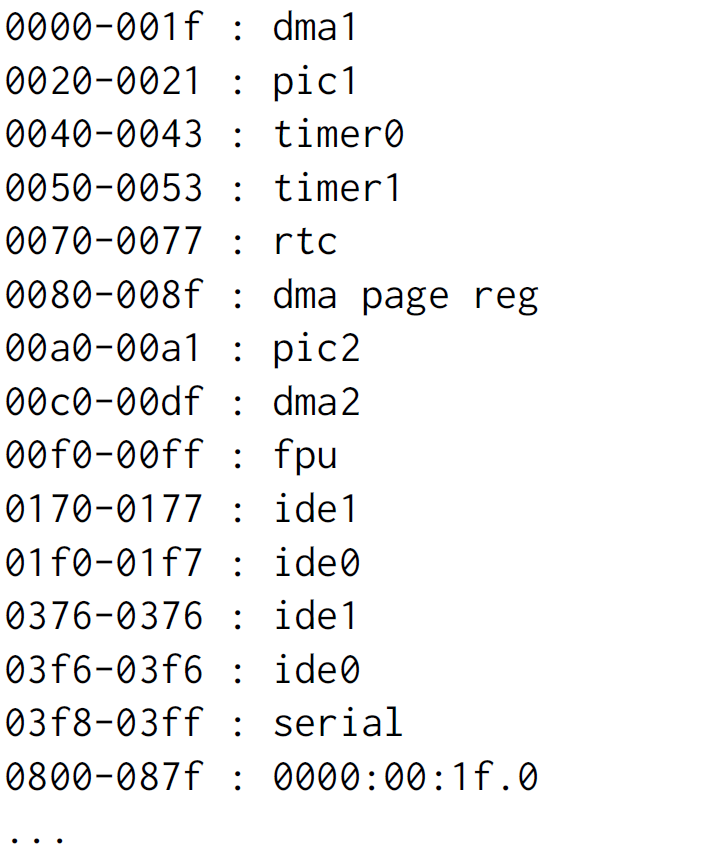 0000-001f : dma1
0020-0021 : pic1
0040-0043 : timer0
0050-0053 : timer1
0070-0077 : rtc
0080-008f : dma page reg
00a0-00a1 : pic2
00c0-00df : dma2
00f0-00ff : fpu
0170-0177 : ide1
01f0-01f7 : ide0
0376-0376 : ide1
03f6-03f6 : ide0
03f8-03ff : serial
0800-087f : 0000:00:1f.0
...